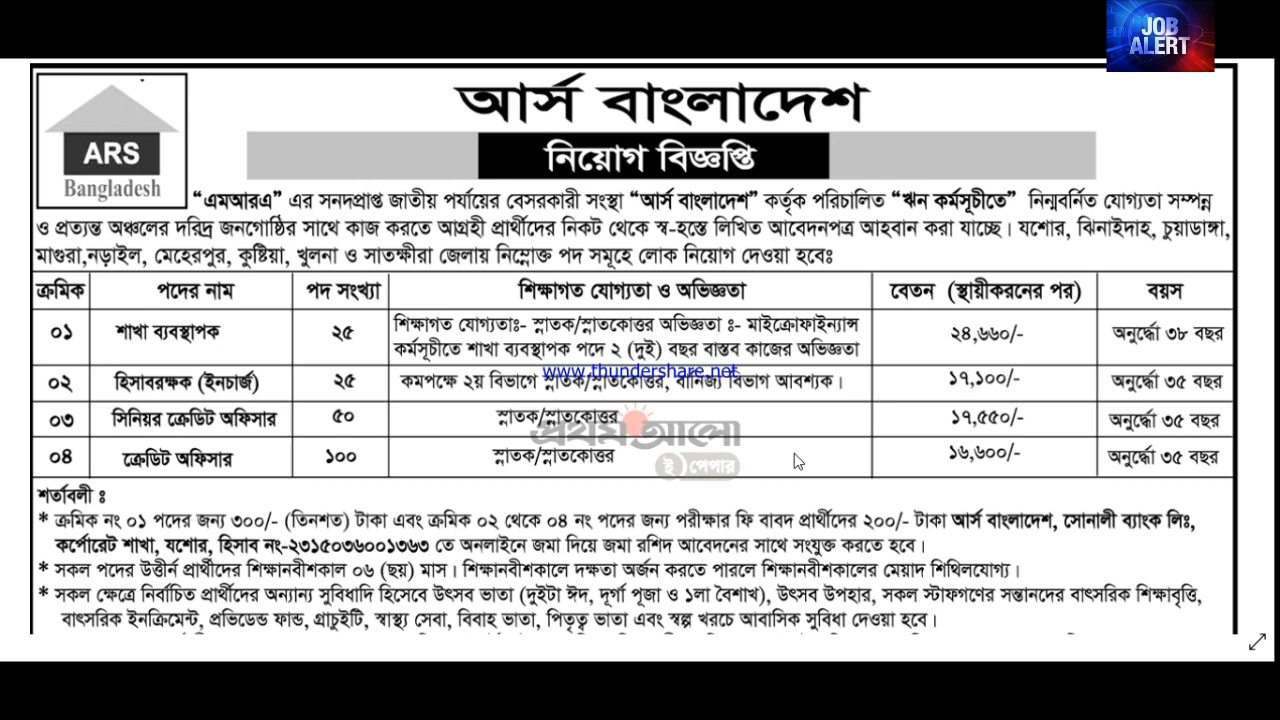 JOB
ALERT
আর্স বাংলাদেশ
ARS
Bangladesh
নিয়োগ বিজ্ঞপ্তি
“এমআরএ” এর সনদপ্রাপ্ত জাতীয় পর্যায়ের বেসরকারী সংস্থা “আর্স বাংলাদেশ” কর্তৃক পরিচালিত “ঋন কর্মসূচীতে” নিন্মবর্নিত যোগ্যতা সম্পন্ন
ও প্রত্যন্ত অঞ্চলের দরিদ্র জনগোষ্ঠির সাথে কাজ করতে আগ্রহী প্রার্থীদের নিকট থেকে স্ব-হস্তে লিখিত আবেদনপত্র আহবান করা যাচ্ছে। যশোর, ঝিনাইদাহ, চুয়াডাঙ্গা,
মাগুরা,নড়াইল, মেহেরপুর, কুষ্টিয়া, খুলনা ও সাতক্ষীরা জেলায় নিম্নোক্ত পদ সমূহে লোক নিয়োগ দেওয়া হবেঃ
ক্রমিক পদের নাম পদ সংখ্যা শিক্ষাগত যোগ্যতা ও অভিজ্ঞতা বেতন (স্থায়ীকরনের পর) বয়স
০১ শাখা ব্যবস্থাপক ২৫ শিক্ষাগত যোগ্যতাঃ- স্নাতক/স্নাতকোত্তর অভিজ্ঞতা ঃ- মাইক্রোফাইন্যান্স ২৪,৬৬০/- অনুর্দ্ধো ৩৮ বছর
কর্মসূচীতে শাখা ব্যবস্থাপক পদে ২ (দুই) বছর বাস্তব কাজের অভিজ্ঞতা
www.thundershare.net
০২ হিসাবরক্ষক (ইনচার্জ) ২৫ কমপক্ষে ২য় বিভাগে স্নাতক/স্নাতকোত্তর, বানিজ্য বিভাগ আবশ্যক। ১৭,১০০/- অনুর্দ্ধো ৩৫ বছর
০৩ সিনিয়র ক্রেডিট অফিসার ৫০ স্নাতক/স্নাতকোত্তর ১৭,৫৫০/- অনুর্দ্ধো ৩৫ বছর
প্রথম আলো
০৪ ক্রেডিট অফিসার ১০০ স্নাতক/স্নাতকোত্তর ১৬,৬০০/- অনুর্দ্ধো ৩৫ বছর
ই পেপার
শর্তাবলী ঃ
* ক্রমিক নং ০১ পদের জন্য ৩০০/- (তিনশত) টাকা এবং ক্রমিক ০২ থেকে ০৪ নং পদের জন্য পরীক্ষার ফি বাবদ প্রার্থীদের ২০০/- টাকা আর্স বাংলাদেশ, সোনালী ব্যাংক লিঃ,
কর্পোরেট শাখা, যশোর, হিসাব নং-২৩১৫০৩৬০০১৩৬৩ তে অনলাইনে জমা দিয়ে জমা রশিদ আবেদনের সাথে সংযুক্ত করতে হবে।
* সকল পদের উত্তীর্ন প্রার্থীদের শিক্ষানবীশকাল ০৬ (ছয়) মাস। শিক্ষানবীশকালে দক্ষতা অর্জন করতে পারলে শিক্ষানবীশকালের মেয়াদ শিথিলযোগ্য।
* সকল ক্ষেত্রে নির্বাচিত প্রার্থীদের অন্যান্য সুবিধাদি হিসেবে উৎসব ভাতা (দুইটা ঈদ, দূর্গা পূজা ও ১লা বৈশাখ), উৎসব উপহার, সকল স্টাফগণের সন্তানদের বাৎসরিক শিক্ষাবৃত্তি,
বাৎসরিক ইনক্রিমেন্ট, প্রভিডেন্ড ফান্ড, গ্রাচুইটি, স্বাস্থ্য সেবা, বিবাহ ভাতা, পিতৃত্ব ভাতা এবং স্বল্প খরচে আবাসিক সুবিধা দেওয়া হবে।